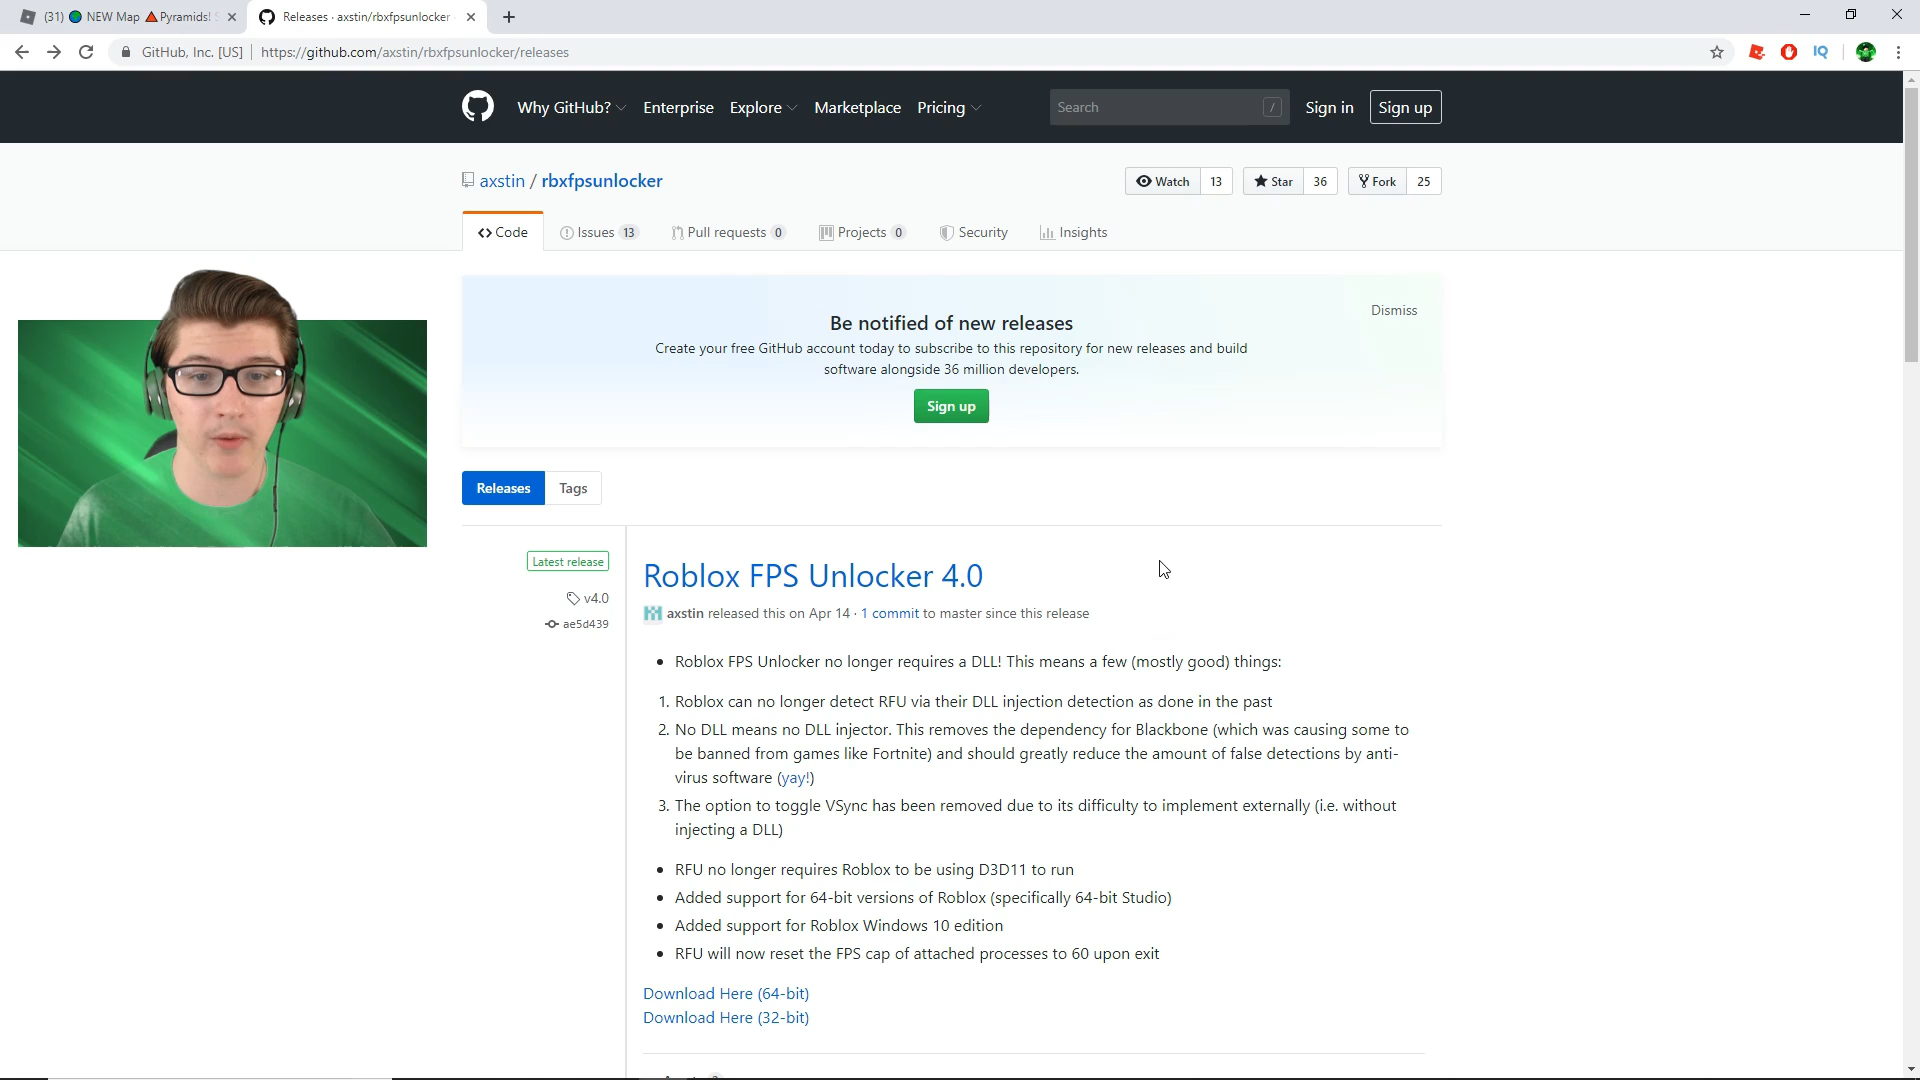 (31) NEW Map Pyramids!
Releases · axstin/rbxfpsunlocker
GitHub, Inc. [US] https://github.com/axstin/rbxfpsunlocker/releases
IQ
Why GitHub? Enterprise Explore Marketplace Pricing Search / Sign in Sign up
axstin / rbxfpsunlocker Watch 13 Star 36 Fork 25
Code Issues 13 Pull requests 0 Projects 0 Security Insights
Dismiss
Be notified of new releases
Create your free GitHub account today to subscribe to this repository for new releases and build
software alongside 36 million developers.
Sign up
Releases Tags
Latest release
v4.0
ae5d439
Roblox FPS Unlocker 4.0
axstin released this on Apr 14 · 1 commit to master since this release
• Roblox FPS Unlocker no longer requires a DLL! This means a few (mostly good) things:
1. Roblox can no longer detect RFU via their DLL injection detection as done in the past
2. No DLL means no DLL injector. This removes the dependency for Blackbone (which was causing some to
be banned from games like Fortnite) and should greatly reduce the amount of false detections by anti-
virus software (yay!)
3. The option to toggle VSync has been removed due to its difficulty to implement externally (i.e. without
injecting a DLL)
• RFU no longer requires Roblox to be using D3D11 to run
• Added support for 64-bit versions of Roblox (specifically 64-bit Studio)
• Added support for Roblox Windows 10 edition
• RFU will now reset the FPS cap of attached processes to 60 upon exit
Download Here (64-bit)
Download Here (32-bit)